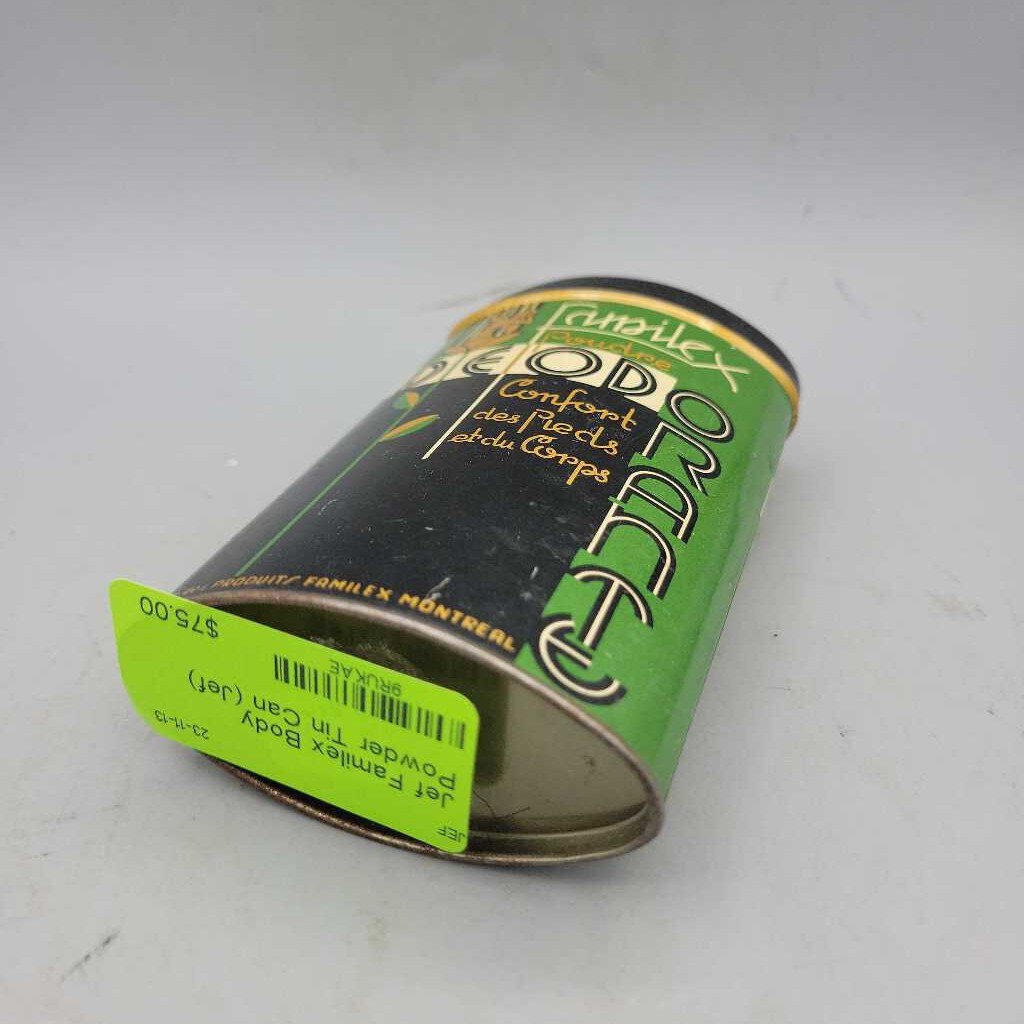 Familex
Poudre
DEODORANTE
Confort
des Pieds
et du Corps
PRODUITS FAMILEX MONTREAL
JEF
Jef Familex Body
Powder Tin Can (Jef)
23-11-13
9RUKAE
$75.00